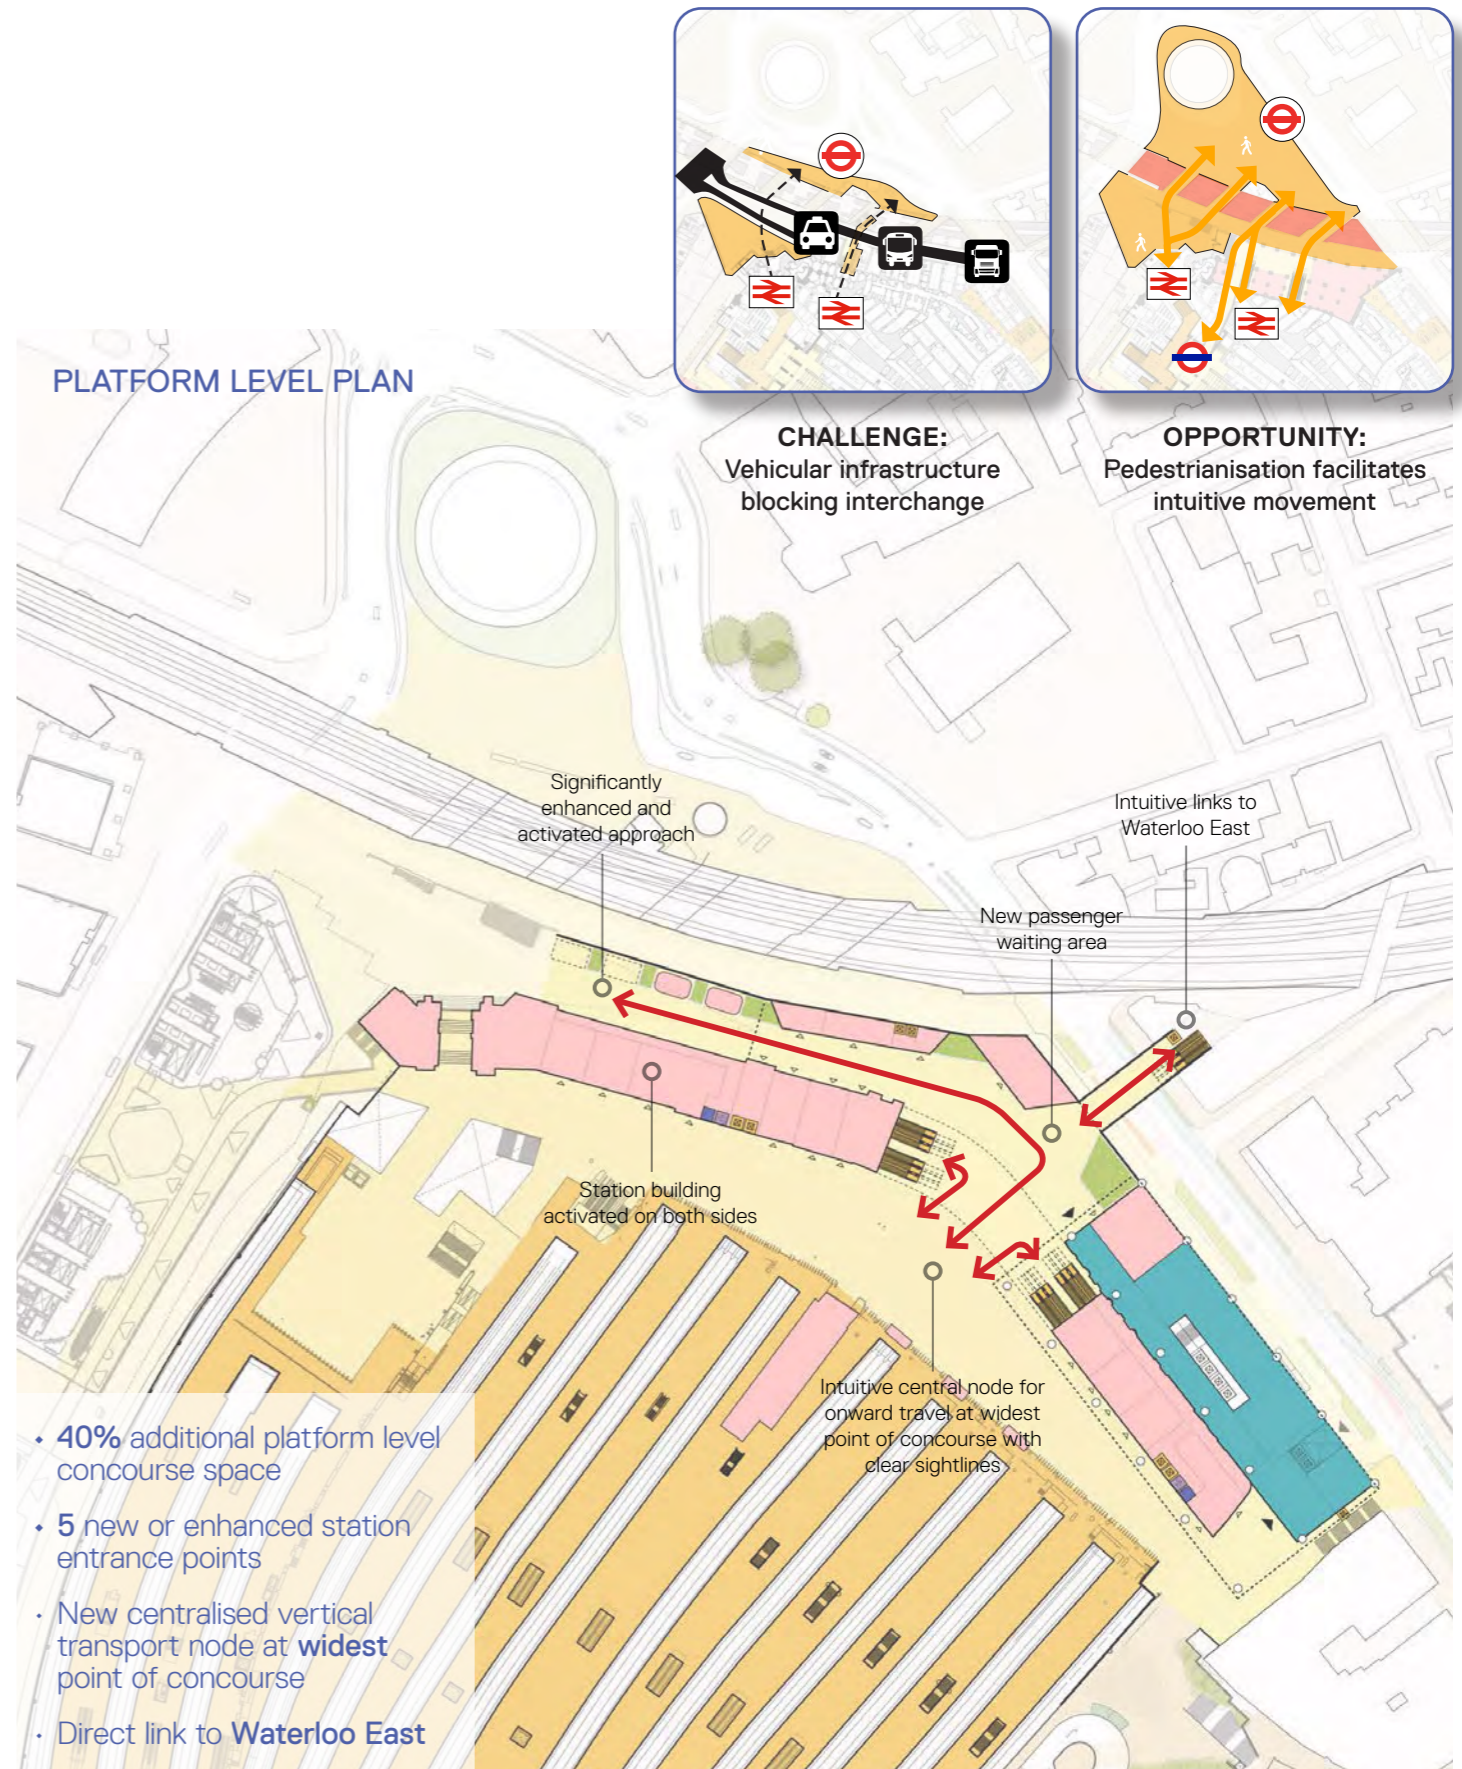 CHALLENGE:
Vehicular infrastructure
blocking interchange
OPPORTUNITY:
Pedestrianisation facilitates
intuitive movement
PLATFORM LEVEL PLAN
Significantly
enhanced and
activated approach
Intuitive links to
Waterloo East
New passenger
waiting area
Station building
activated on both sides
Intuitive central node for
onward travel at widest
point of concourse with
clear sightlines
• 40% additional platform level
concourse space
• 5 new or enhanced station
entrance points
• New centralised vertical
transport node at widest
point of concourse
• Direct link to Waterloo East